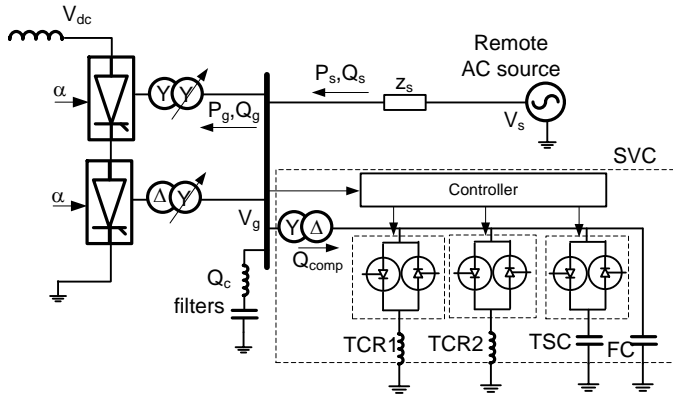 V_dc
Remote
AC source
P_s,Q_s
z_s
V_s
α
Y Y
P_g,Q_g
SVC
α
Δ Y
Controller
V_g
Y Δ
Q_comp
Q_c
filters
TCR1
TCR2
TSC
FC